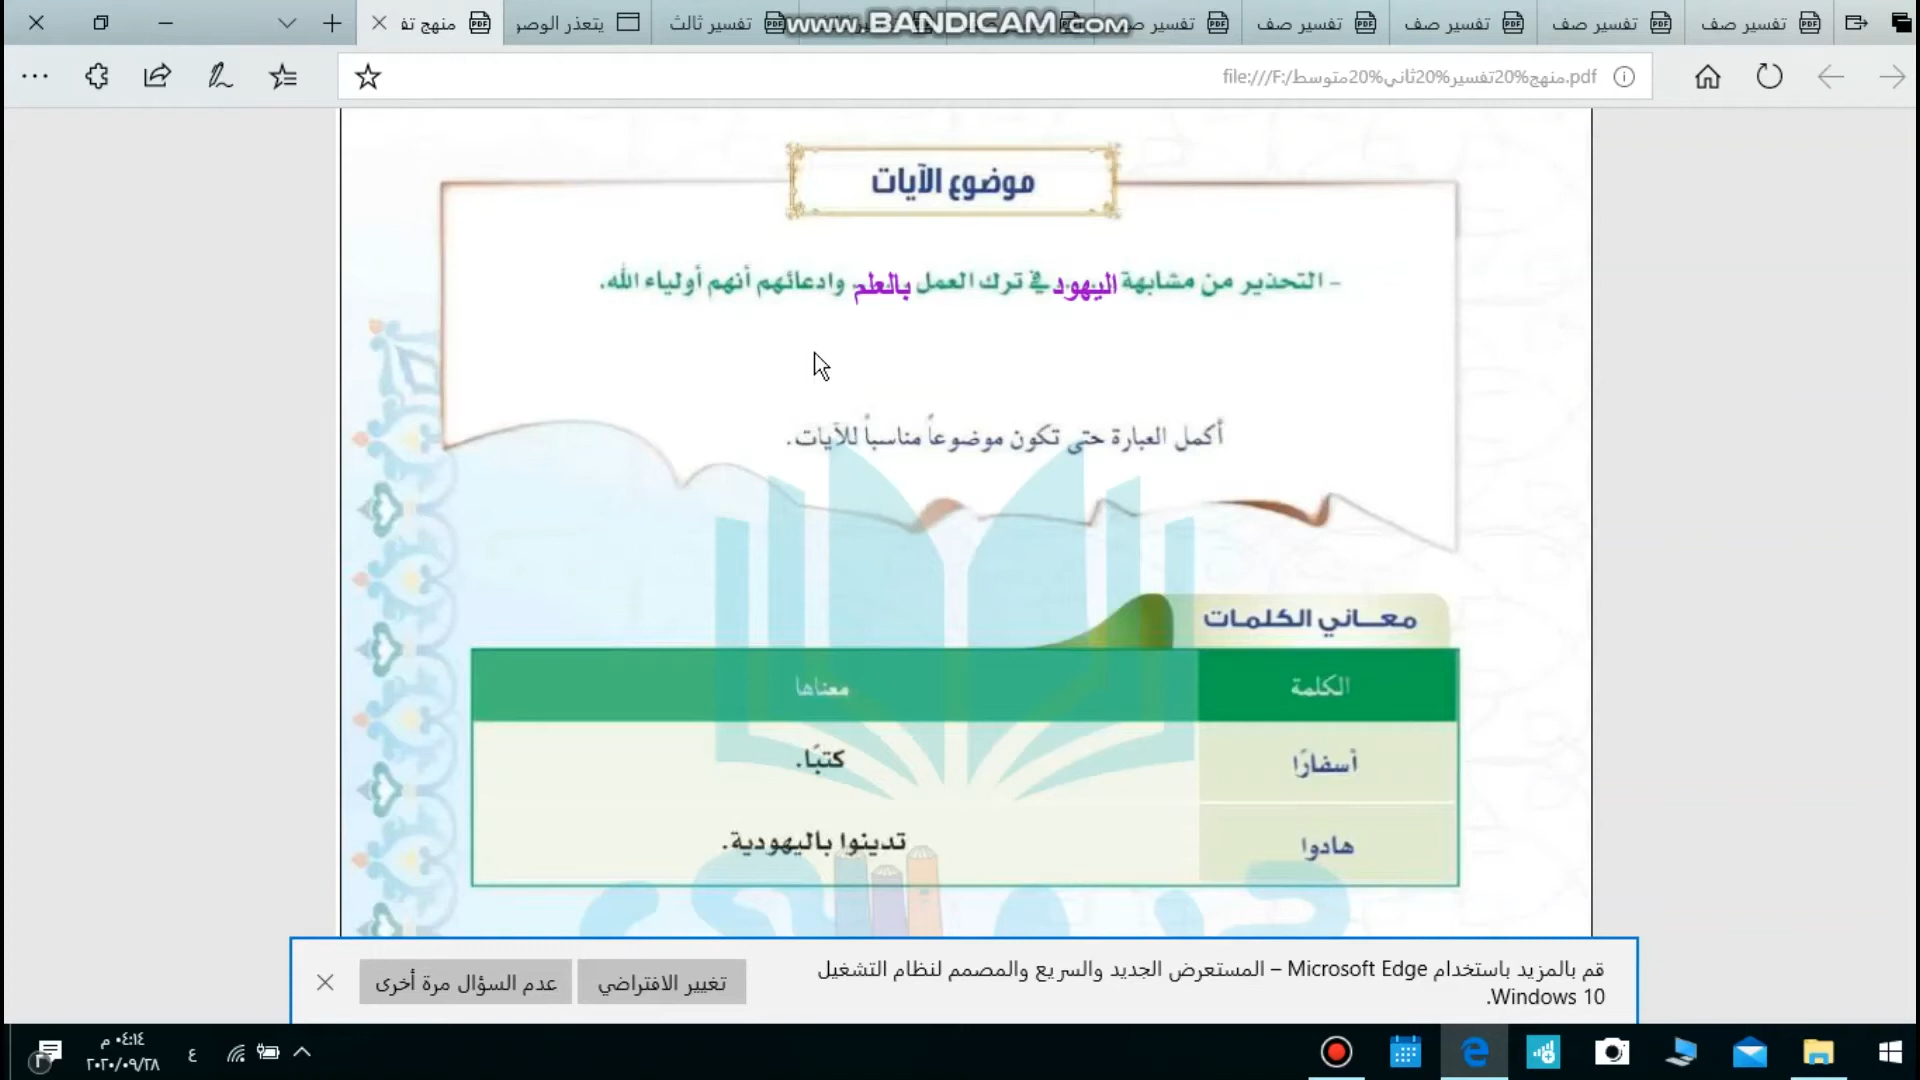 منهج تف
يتعذر الوصو
تفسير ثالث
تفسير صف
تفسير صف
تفسير صف
تفسير صف
تفسير صف
www.BANDICAM.com
file:///F:/منهج%20تفسير%20ثاني%20متوسط.pdf
موضوع الآيات
- التحذير من مشابهة اليهود في ترك العمل بالعلم وادعائهم أنهم أولياء الله.
أكمل العبارة حتى تكون موضوعاً مناسباً للآيات.
معـــاني الكلمـات
الكلمة معناها
أسفارًا كتبًا.
هادوا تدينوا باليهودية.
قم بالمزيد باستخدام Microsoft Edge – المستعرض الجديد والسريع والمصمم لنظام التشغيل
Windows 10.
تغيير الافتراضي
عدم السؤال مرة أخرى
ع
٠٤:١٤ م
٢٠٢٠/٠٩/٢٨